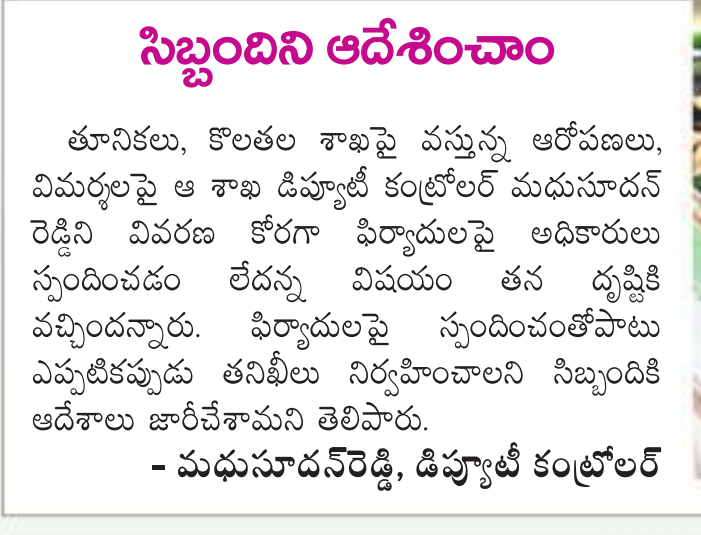 సిబ్బందిని ఆదేశించాం
తూనికలు, కొలతల శాఖపై వస్తున్న ఆరోపణలు,
విమర్శలపై ఆ శాఖ డిప్యూటీ కంట్రోలర్ మధుసూదన్
రెడ్డిని వివరణ కోరగా ఫిర్యాదులపై అధికారులు
స్పందించడం లేదన్న విషయం తన దృష్టికి
వచ్చిందన్నారు. ఫిర్యాదులపై స్పందించంతోపాటు
ఎప్పటికప్పుడు తనిఖీలు నిర్వహించాలని సిబ్బందికి
ఆదేశాలు జారీచేశామని తెలిపారు.
- మధుసూదన్‌రెడ్డి, డిప్యూటీ కంట్రోలర్